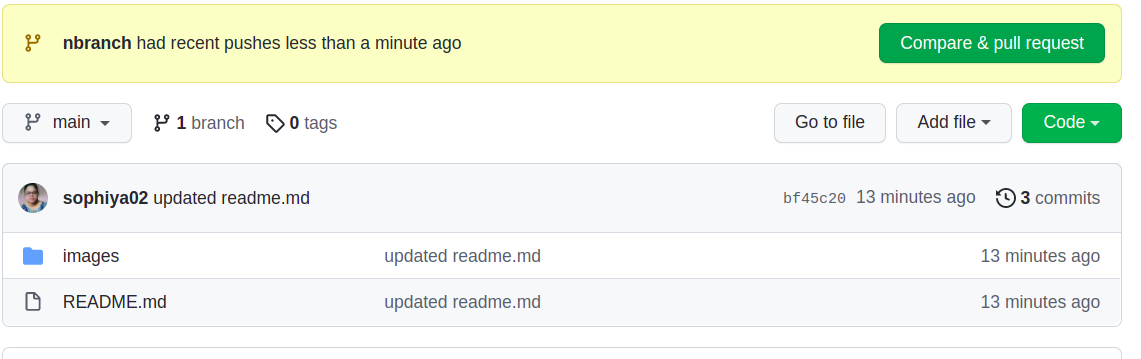 nbranch had recent pushes less than a minute ago
Compare & pull request
main
1 branch
0 tags
Go to file
Add file
Code
sophiya02 updated readme.md
bf45c20 13 minutes ago
3 commits
images
updated readme.md
13 minutes ago
README.md
updated readme.md
13 minutes ago